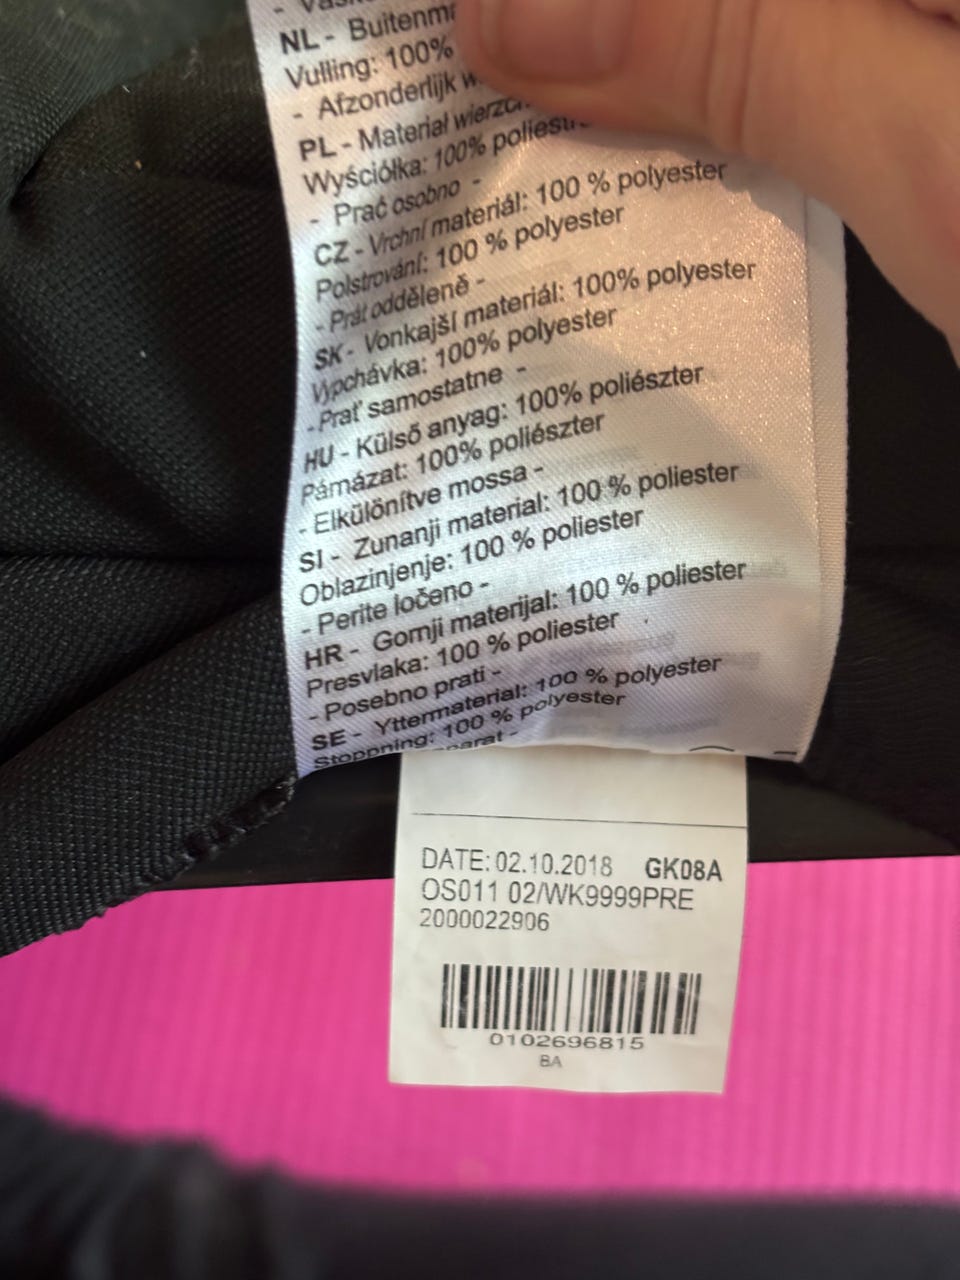 NL - Buitenm
Vulling: 100%
- Afzonderlijk
PL - Materiał
Wyściółka: 100%
- Prać osobno -
CZ - Vrchní materiál: 100 % polyester
Polstrování: 100 % polyester
- Prát odděleně -
SK - Vonkajší materiál: 100% polyester
Vypchávka: 100% polyester
- Prať samostatne -
HU - Külső anyag: 100% poliészter
Párnázat: 100% poliészter
- Elkülönítve mossa -
SI - Zunanji material: 100 % poliester
Oblazinjenje: 100 % poliester
- Perite ločeno -
HR - Gornji materijal: 100 % poliester
Presvlaka: 100 % poliester
- Posebno prati -
SE - Yttermaterial: 100 % polyester
Stoppning: 100 % polyester
DATE: 02.10.2018 GK08A
OS011 02/WK9999PRE
2000022906
0102696815
BA